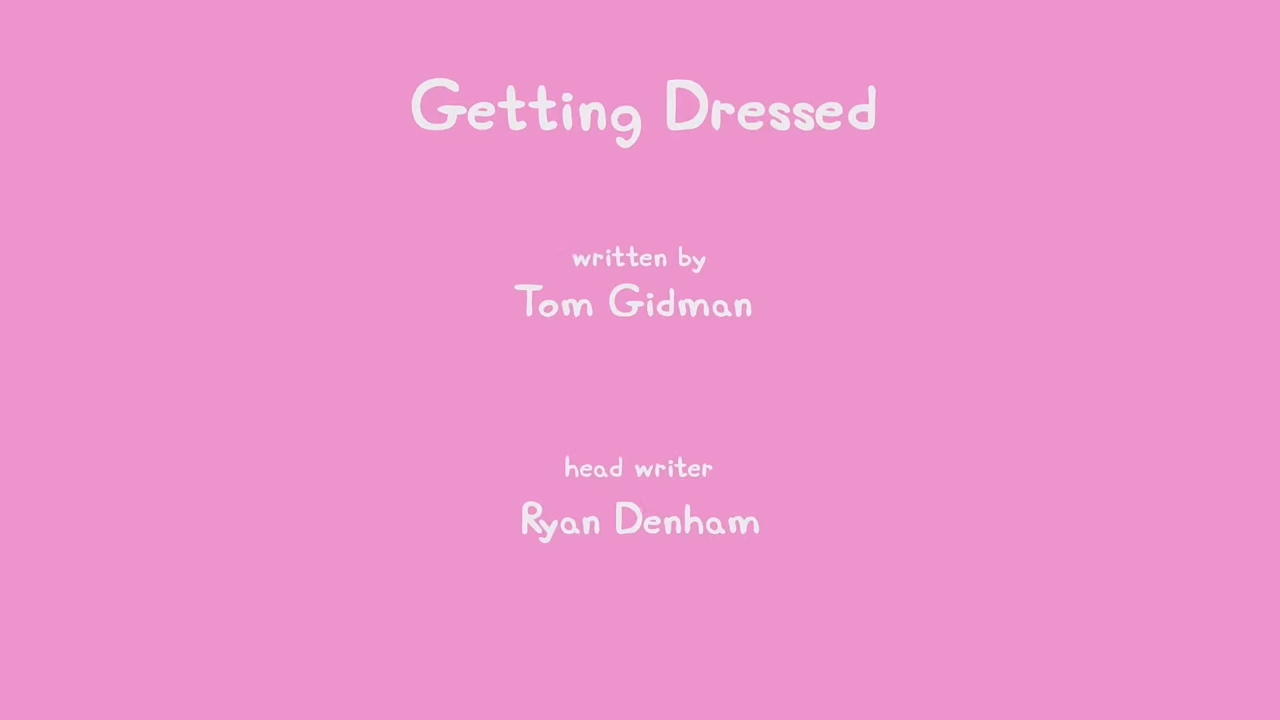 Getting Dressed
written by
Tom Gidman
head writer
Ryan Denham